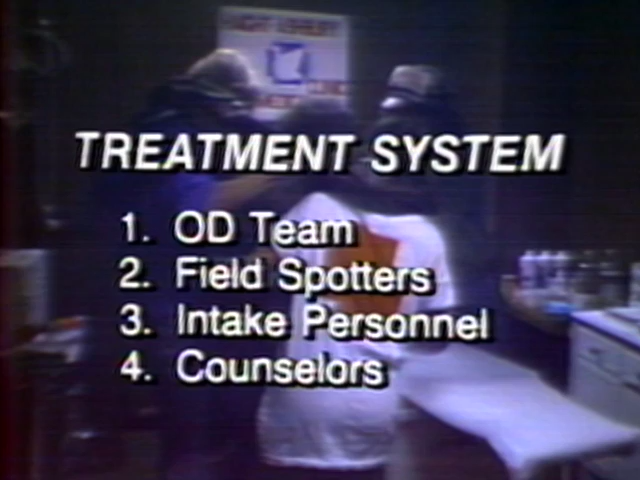 TREATMENT SYSTEM
1. OD Team
2. Field Spotters
3. Intake Personnel
4. Counselors